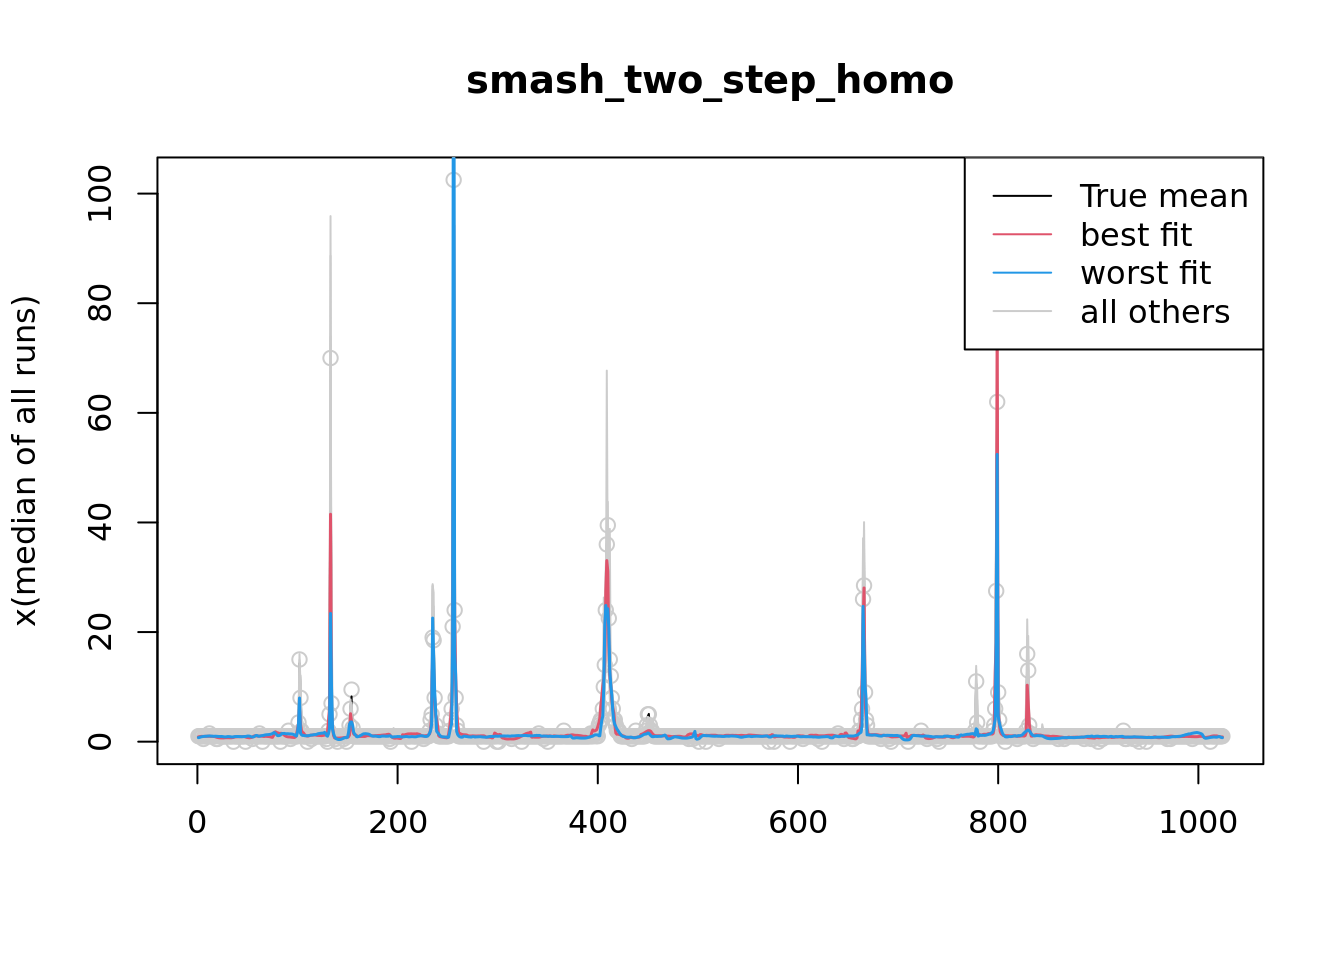 smash_two_step_homo
True mean
best fit
worst fit
all others
x(median of all runs)
100
80
60
40
20
0
0 200 400 600 800 1000